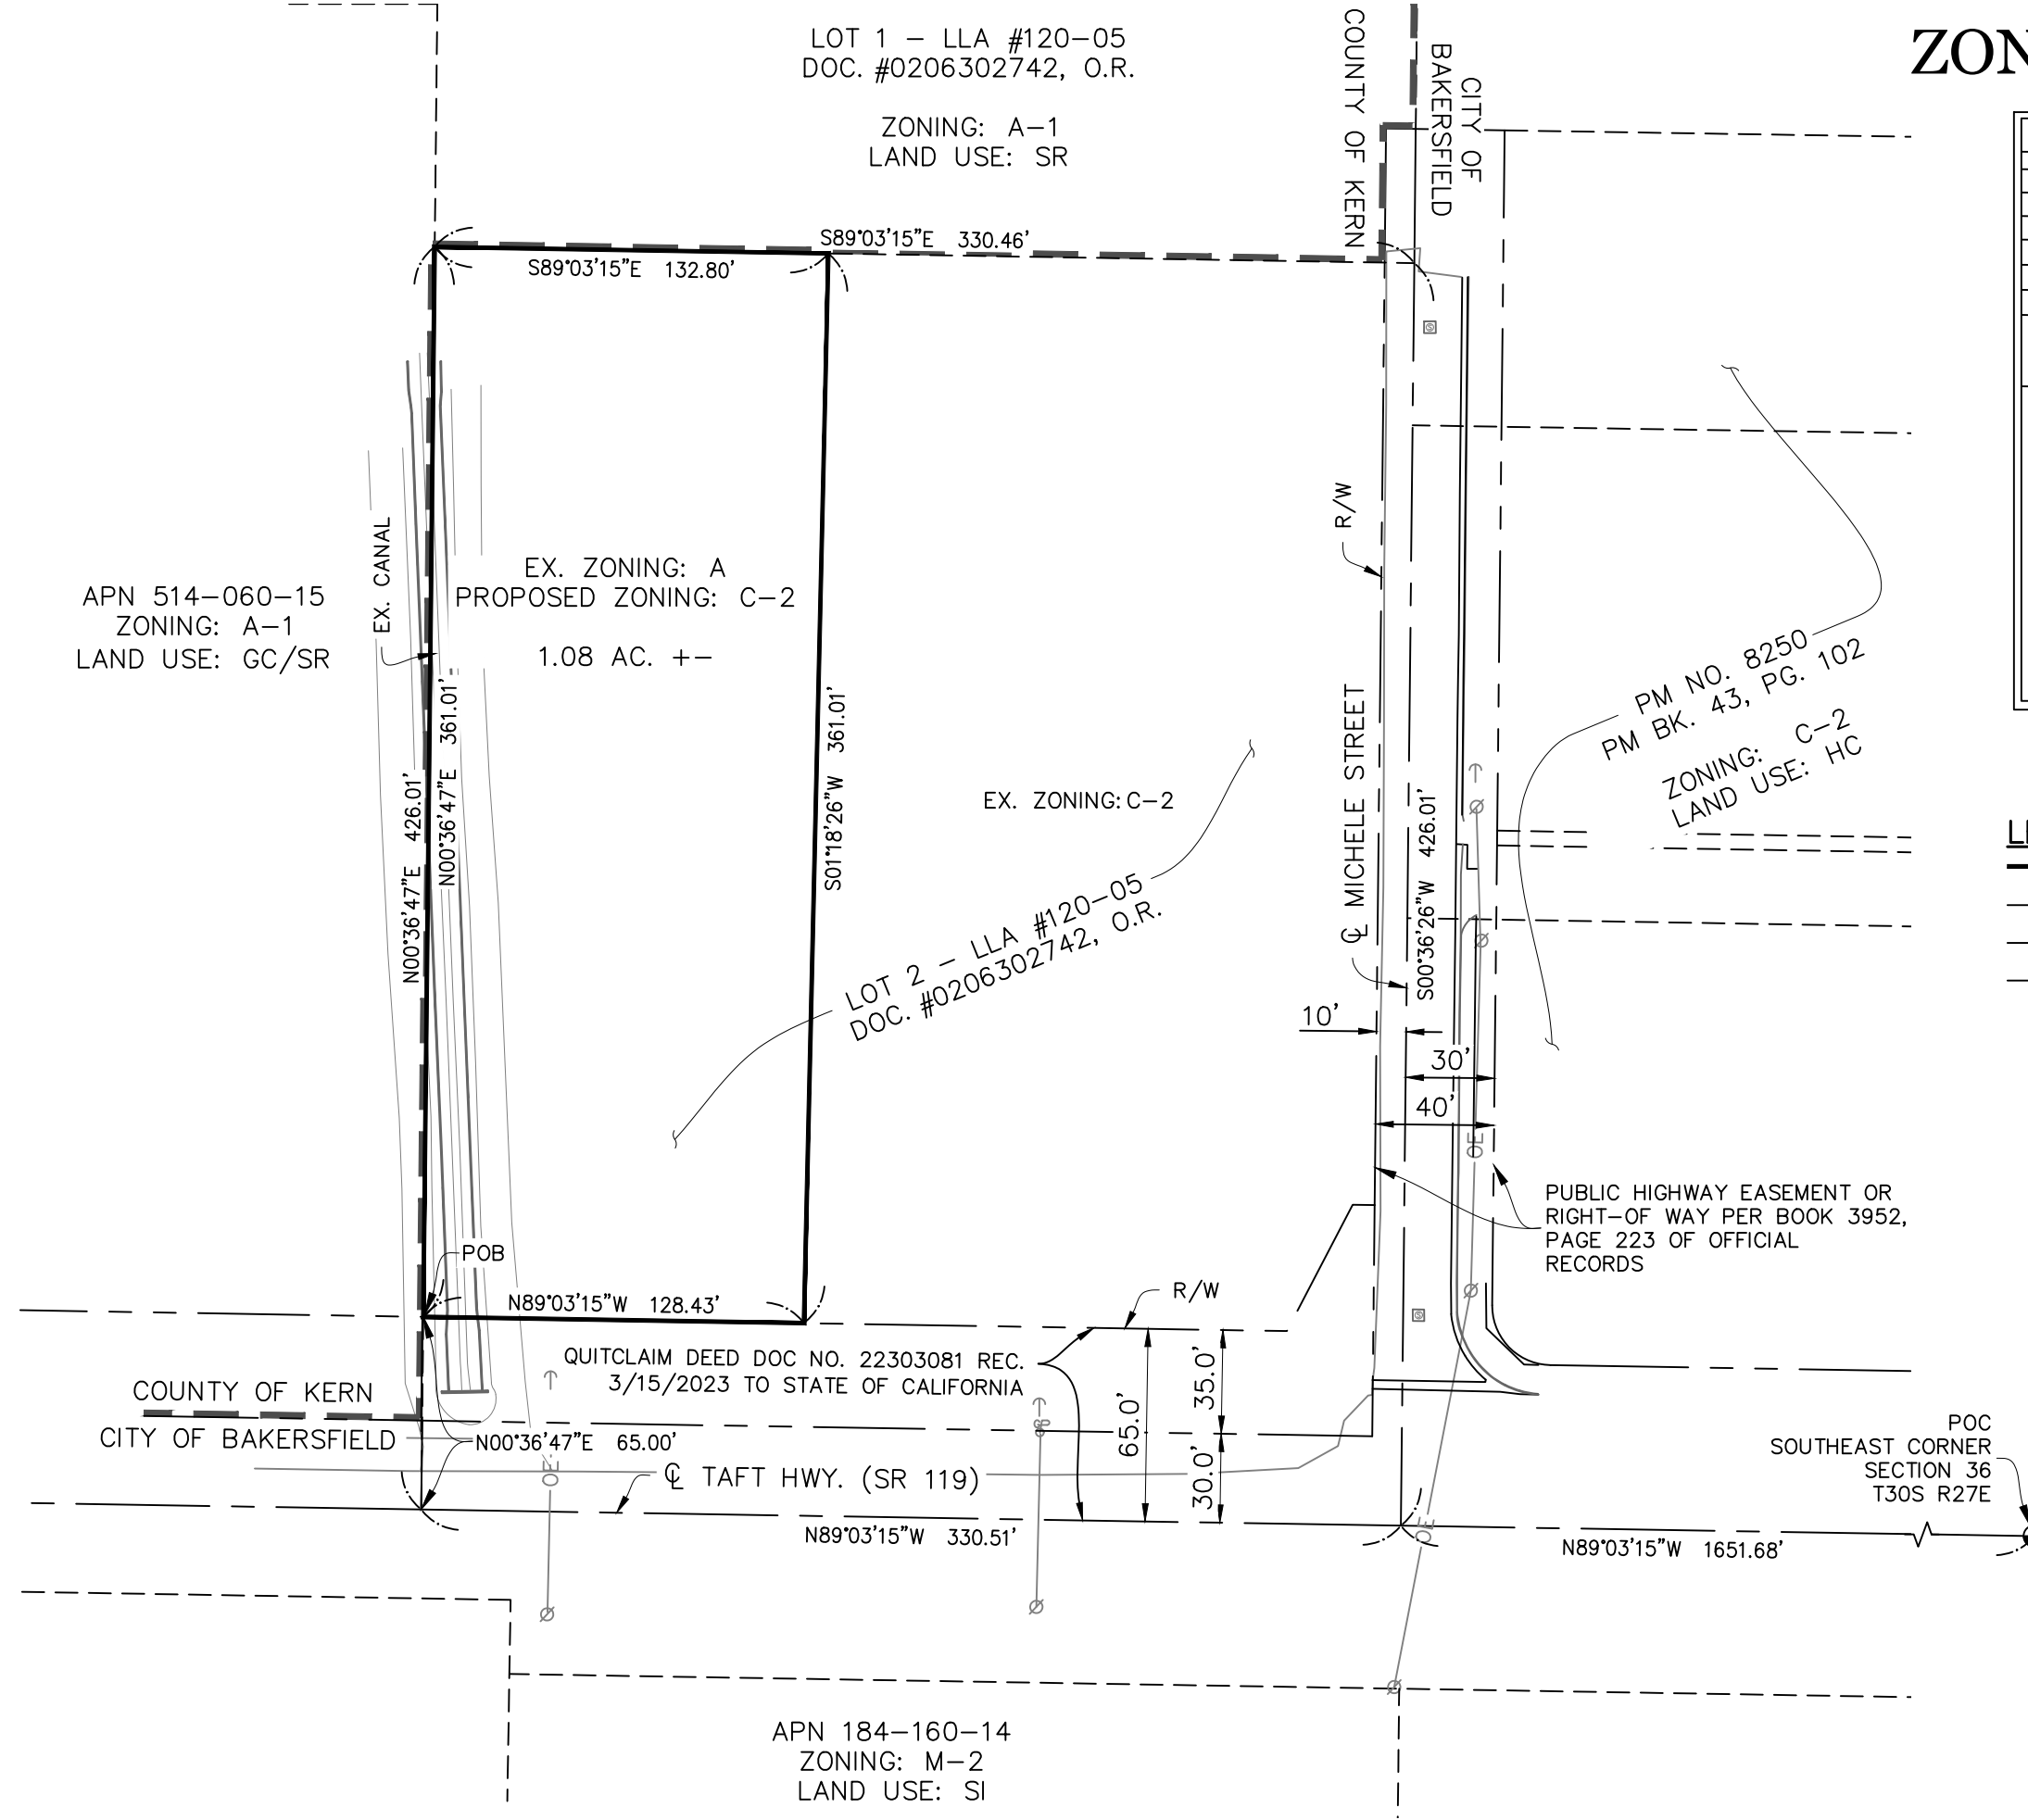 LOT 1 – LLA #120–05
DOC. #0206302742, O.R.
ZONING: A–1
LAND USE: SR
COUNTY OF KERN
CITY OF
BAKERSFIELD
S89°03'15"E 330.46'
S89°03'15"E 132.80'
APN 514–060–15
ZONING: A–1
LAND USE: GC/SR
EX. CANAL
EX. ZONING: A
PROPOSED ZONING: C–2
1.08 AC. +–
N00°36'47"E 426.01'
N00°36'47"E 361.01'
S01°18'26"W 361.01'
EX. ZONING: C–2
LOT 2 – LLA #120–05
DOC. #0206302742, O.R.
R/W
℄ MICHELE STREET
S00°36'26"W 426.01'
PM NO. 8250
PM BK. 43, PG. 102
ZONING: C–2
LAND USE: HC
10'
30'
40'
OE
PUBLIC HIGHWAY EASEMENT OR
RIGHT–OF WAY PER BOOK 3952,
PAGE 223 OF OFFICIAL
RECORDS
POB
N89°03'15"W 128.43'
R/W
QUITCLAIM DEED DOC NO. 22303081 REC.
3/15/2023 TO STATE OF CALIFORNIA
65.0'
35.0'
30.0'
COUNTY OF KERN
CITY OF BAKERSFIELD
N00°36'47"E 65.00'
OE
℄ TAFT HWY. (SR 119)
OE
N89°03'15"W 330.51'
N89°03'15"W 1651.68'
POC
SOUTHEAST CORNER
SECTION 36
T30S R27E
APN 184–160–14
ZONING: M–2
LAND USE: SI